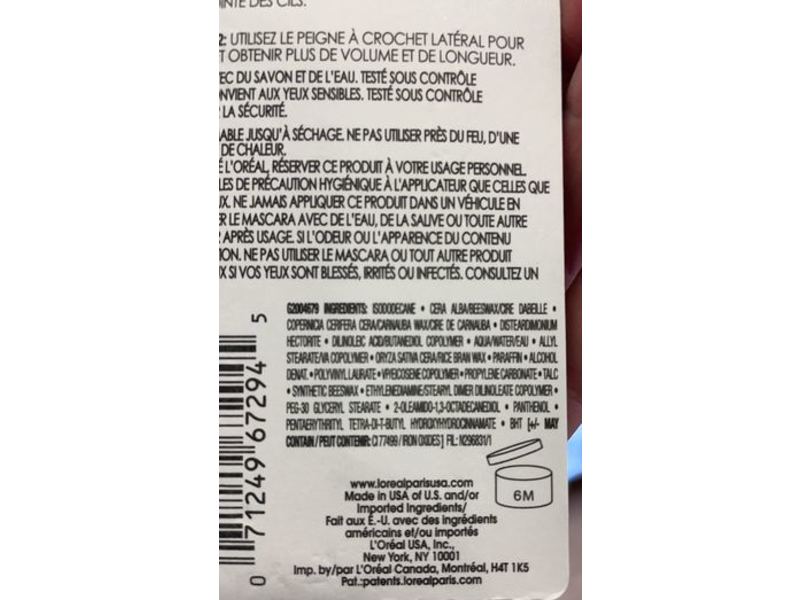 INTE DES CILS.
2: UTILISEZ LE PEIGNE À CROCHET LATÉRAL POUR
T OBTENIR PLUS DE VOLUME ET DE LONGUEUR.
EC DU SAVON ET DE L'EAU. TESTÉ SOUS CONTRÔLE
NVIENT AUX YEUX SENSIBLES. TESTÉ SOUS CONTRÔLE
LA SÉCURITÉ.
ABLE JUSQU'À SÉCHAGE. NE PAS UTILISER PRÈS DU FEU, D'UNE
DE CHALEUR.
É L'ORÉAL, RÉSERVER CE PRODUIT À VOTRE USAGE PERSONNEL.
LES DE PRÉCAUTION HYGIÉNIQUE À L'APPLICATEUR QUE CELLES QUE
X. NE JAMAIS APPLIQUER CE PRODUIT DANS UN VÉHICULE EN
R LE MASCARA AVEC DE L'EAU, DE LA SALIVE OU TOUTE AUTRE
APRÈS USAGE. SI L'ODEUR OU L'APPARENCE DU CONTENU
ION. NE PAS UTILISER LE MASCARA OU TOUT AUTRE PRODUIT
X SI VOS YEUX SONT BLESSÉS, IRRITÉS OU INFECTÉS. CONSULTEZ UN
G2004679 INGREDIENTS: ISODODECANE • CERA ALBA/BEESWAX/CIRE DABEILLE •
COPERNICIA CERIFERA CERA/CARNAUBA WAX/CIRE DE CARNAUBA • DISTEARDIMONIUM
HECTORITE • DILINOLEIC ACID/BUTANEDIOL COPOLYMER • AQUA/WATER/EAU • ALLYL
STEARATE/VA COPOLYMER • ORYZA SATIVA CERA/RICE BRAN WAX • PARAFFIN • ALCOHOL
DENAT. • POLYVINYL LAURATE • VP/EICOSENE COPOLYMER • PROPYLENE CARBONATE • TALC
• SYNTHETIC BEESWAX • ETHYLENEDIAMINE/STEARYL DIMER DILINOLEATE COPOLYMER •
PEG-30 GLYCERYL STEARATE • 2-OLEAMIDO-1,3-OCTADECANEDIOL • PANTHENOL •
PENTAERYTHRITYL TETRA-DI-T-BUTYL HYDROXYHYDROCINNAMATE • BHT [+/- MAY
CONTAIN/PEUT CONTENIR: CI 77499/IRON OXIDES] FIL: N296831/1
6M
0 71249 67294 5
www.lorealparisusa.com
Made in USA of U.S. and/or
Imported Ingredients/
Fait aux É.-U. avec des ingrédients
américains et/ou importés
L'Oréal USA, Inc.,
New York, NY 10001
Imp. by/par L'Oréal Canada, Montréal, H4T 1K5
Pat.:patents.lorealparis.com